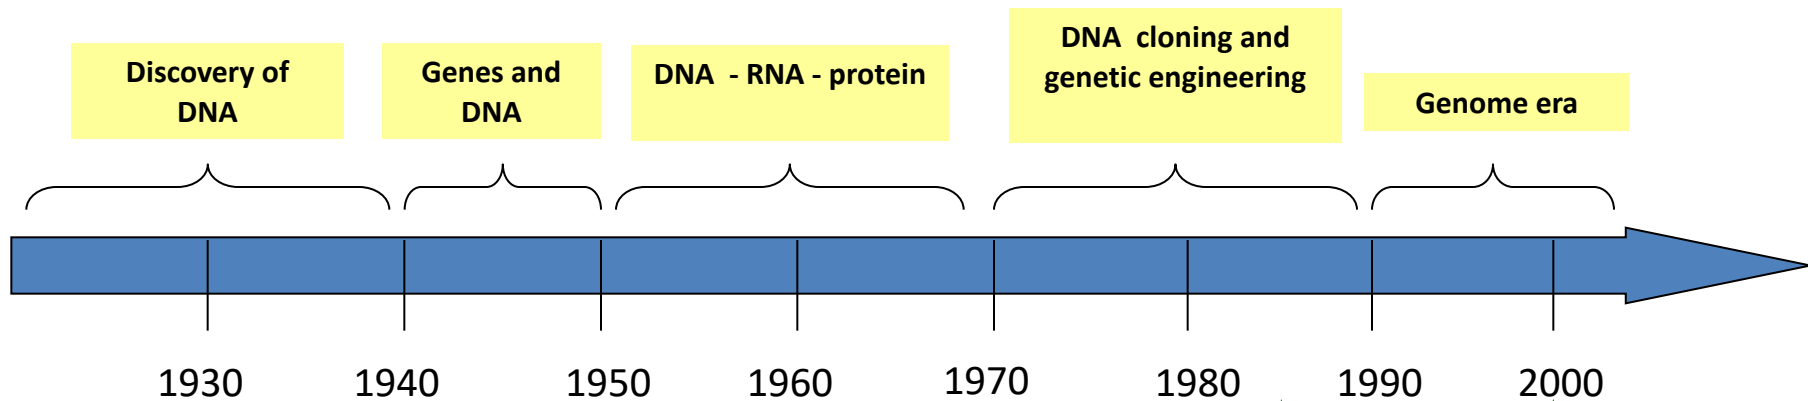 Discovery of
DNA
Genes and
DNA
DNA - RNA - protein
DNA cloning and
genetic engineering
Genome era
1930
1940
1950
1960
1970
1980
1990
2000